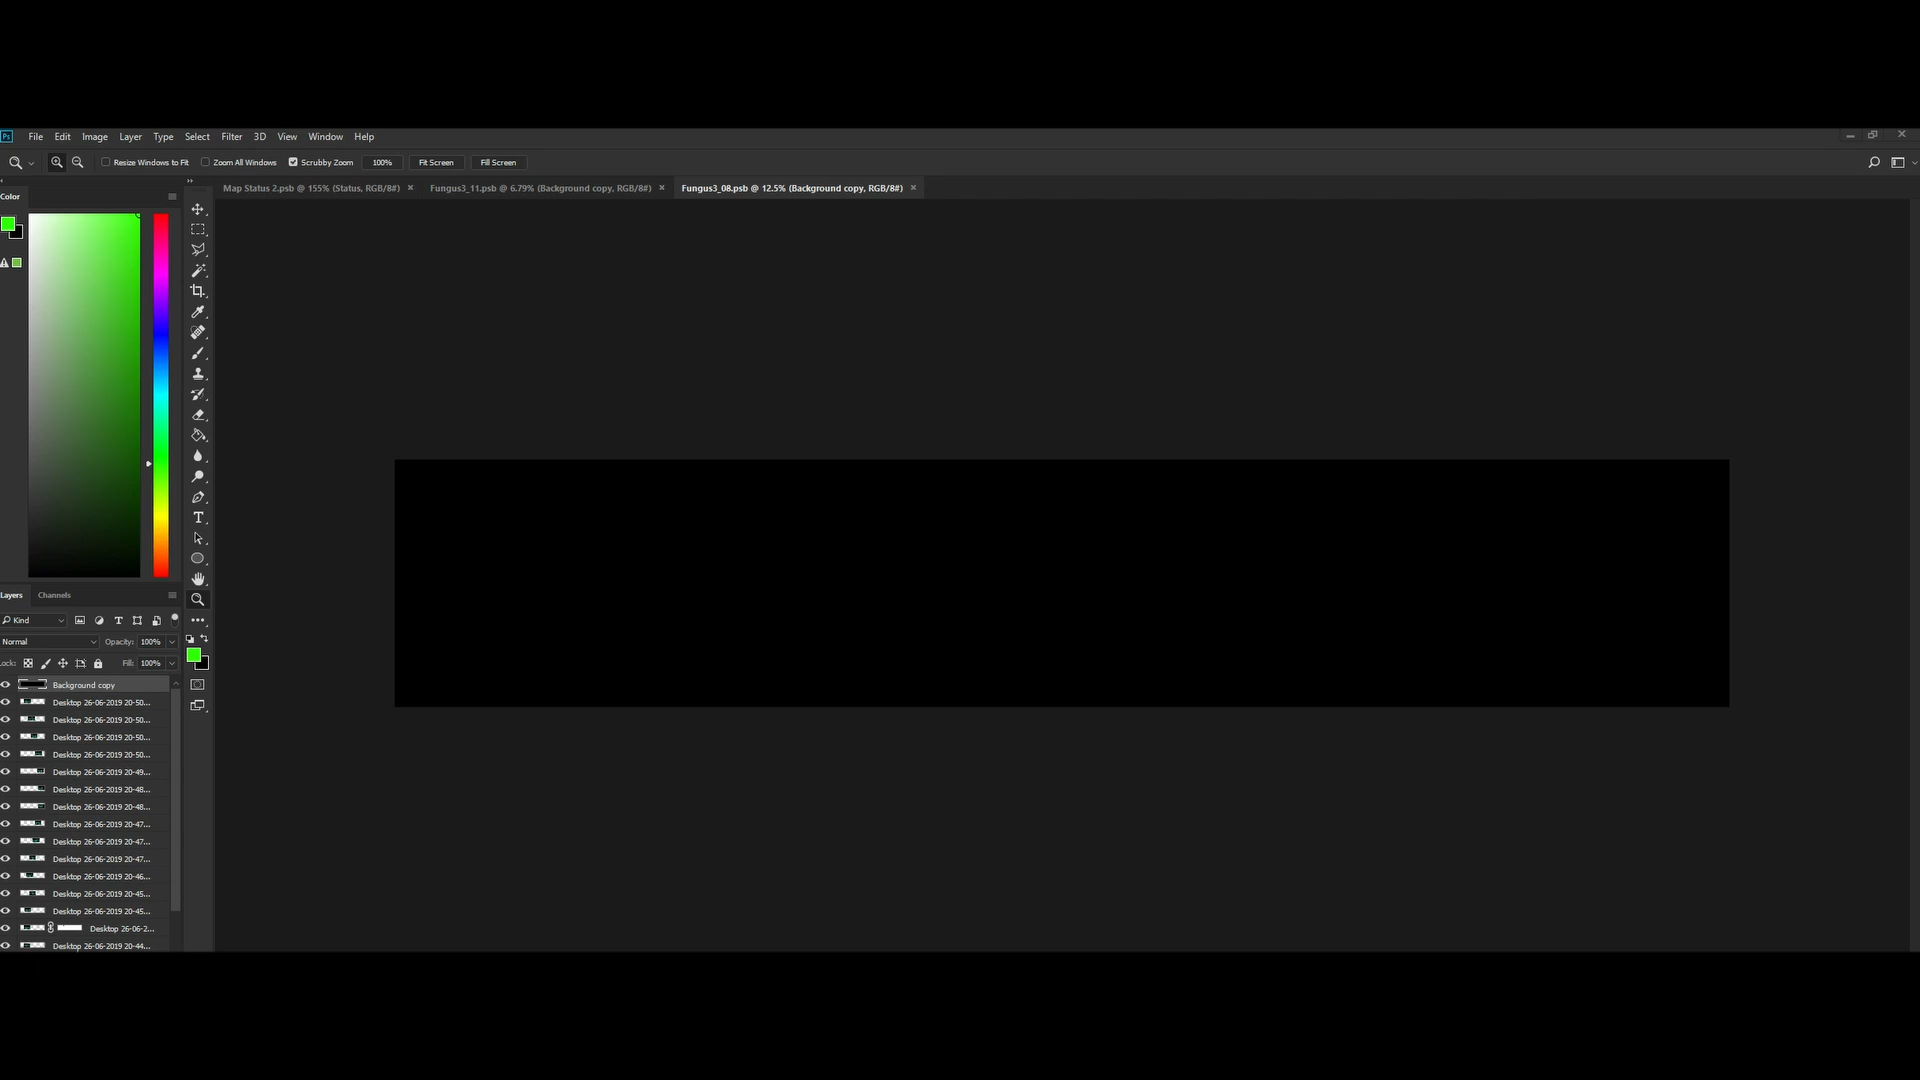 Ps File Edit Image Layer Type Select Filter 3D View Window Help
Resize Windows to Fit Zoom All Windows Scrubby Zoom 100% Fit Screen Fill Screen
Map Status 2.psb @ 155% (Status, RGB/8#) Fungus3_11.psb @ 6.79% (Background copy, RGB/8#) Fungus3_08.psb @ 12.5% (Background copy, RGB/8#)
Color
Layers Channels
Kind
Normal Opacity: 100%
Lock: Fill: 100%
Background copy
Desktop 26-06-2019 20-50...
Desktop 26-06-2019 20-50...
Desktop 26-06-2019 20-50...
Desktop 26-06-2019 20-50...
Desktop 26-06-2019 20-49...
Desktop 26-06-2019 20-48...
Desktop 26-06-2019 20-48...
Desktop 26-06-2019 20-47...
Desktop 26-06-2019 20-47...
Desktop 26-06-2019 20-47...
Desktop 26-06-2019 20-46...
Desktop 26-06-2019 20-45...
Desktop 26-06-2019 20-45...
Desktop 26-06-2...
Desktop 26-06-2019 20-44...